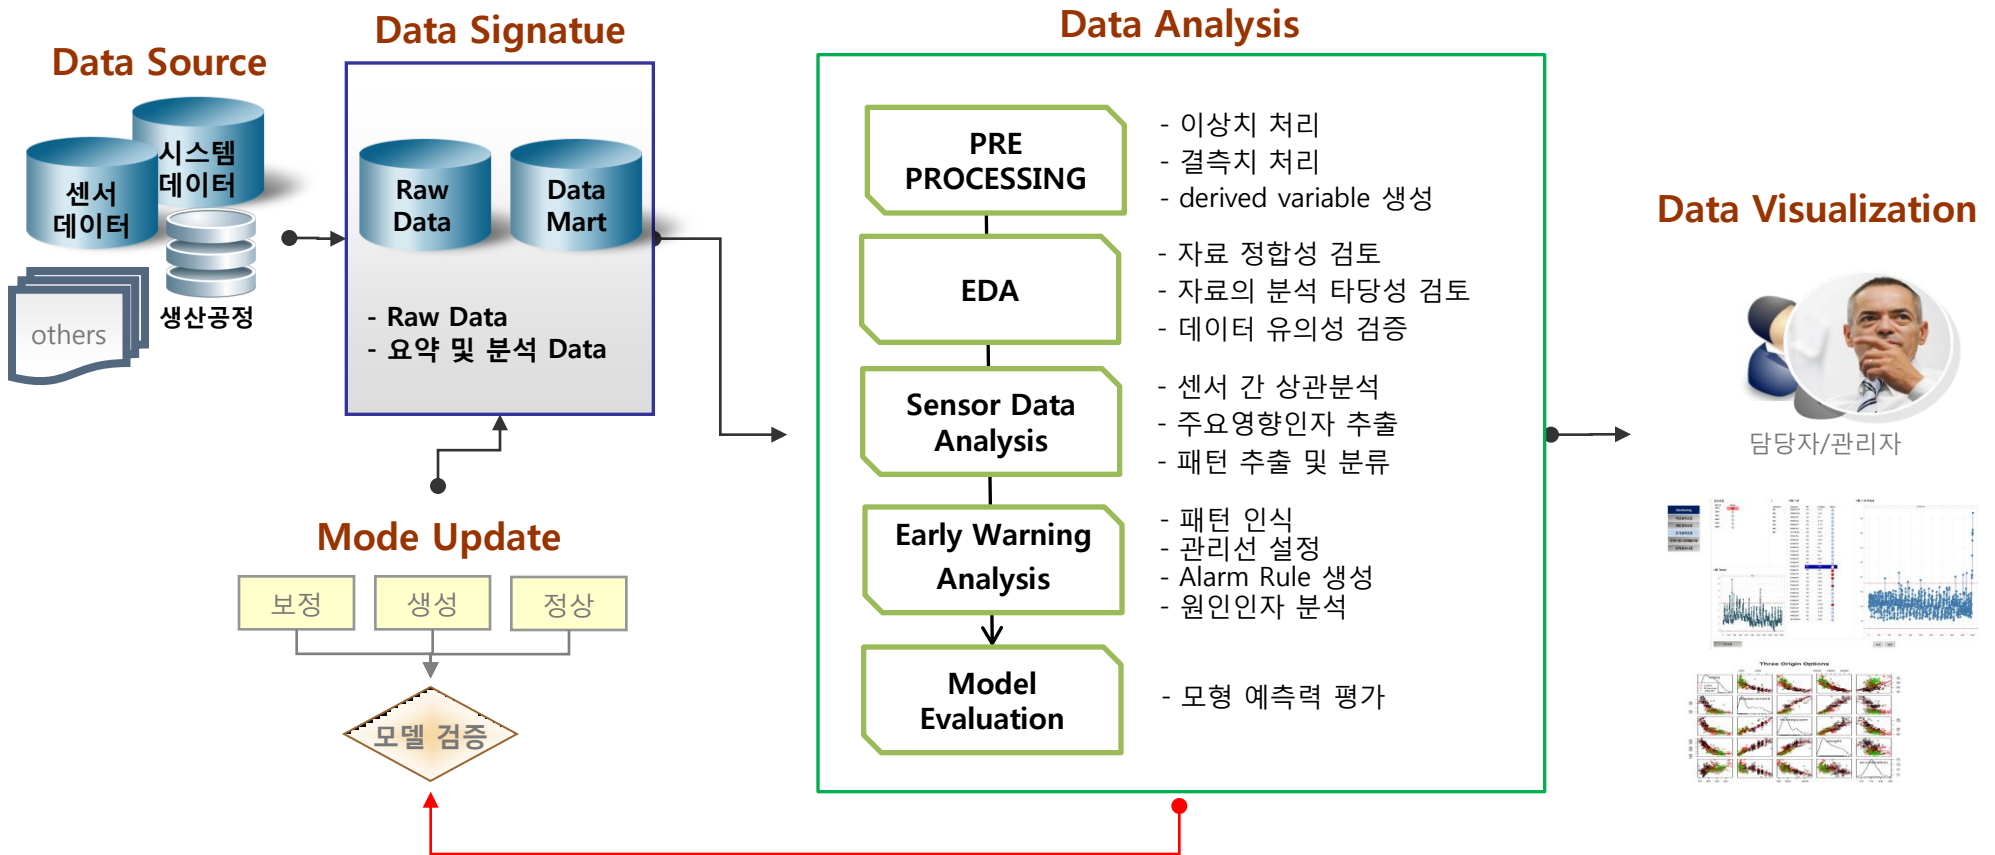 Data Source
시스템
데이터
센서
데이터
생산공정
others
Data Signatue
Raw
Data
Data
Mart
- Raw Data
- 요약 및 분석 Data
Mode Update
보정
생성
정상
모델 검증
Data Analysis
PRE
PROCESSING
- 이상치 처리
- 결측치 처리
- derived variable 생성
EDA
- 자료 정합성 검토
- 자료의 분석 타당성 검토
- 데이터 유의성 검증
Sensor Data
Analysis
- 센서 간 상관분석
- 주요영향인자 추출
- 패턴 추출 및 분류
Early Warning
Analysis
- 패턴 인식
- 관리선 설정
- Alarm Rule 생성
- 원인인자 분석
Model
Evaluation
- 모형 예측력 평가
Data Visualization
담당자/관리자
Three Origin Options